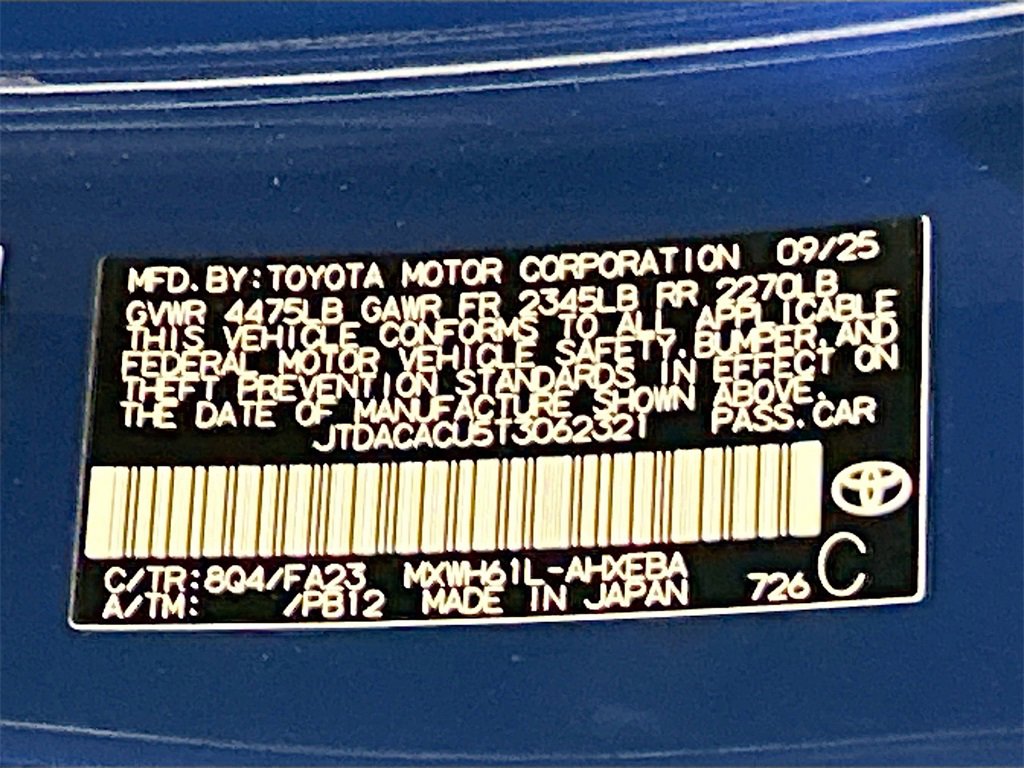 MFD. BY: TOYOTA MOTOR CORPORATION 09/25
GVWR 4475LB GAWR FR 2345LB RR 2270LB
THIS VEHICLE CONFORMS TO ALL APPLICABLE
FEDERAL MOTOR VEHICLE SAFETY, BUMPER, AND
THEFT PREVENTION STANDARDS IN EFFECT ON
THE DATE OF MANUFACTURE SHOWN ABOVE.
JTDACACU5T3062321 PASS. CAR
C/TR: 8Q4/FA23 MXWH61L-AHXEBA
A/TM: /PB12 MADE IN JAPAN 726 C